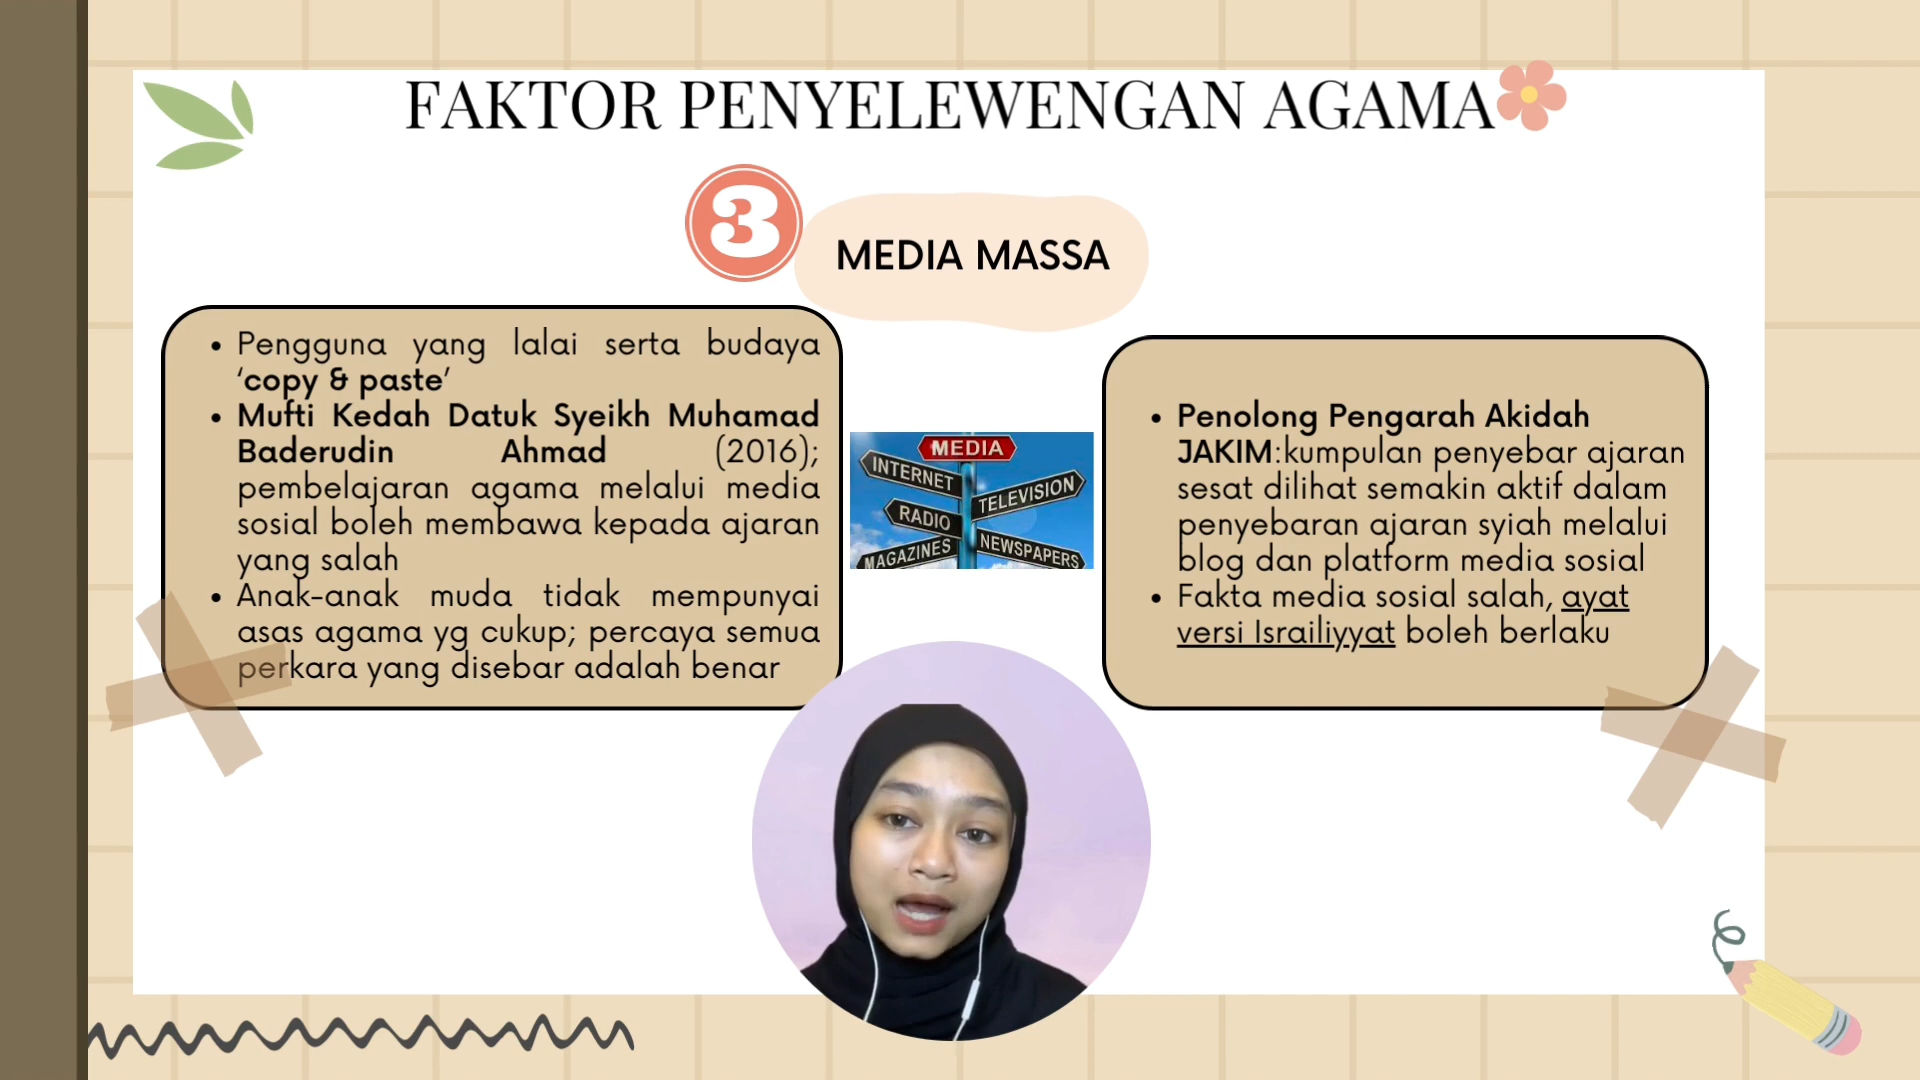 FAKTOR PENYELEWENGAN AGAMA
3
MEDIA MASSA
• Pengguna yang lalai serta budaya
‘copy & paste’
• Mufti Kedah Datuk Syeikh Muhamad
Baderudin Ahmad (2016);
pembelajaran agama melalui media
sosial boleh membawa kepada ajaran
yang salah
• Anak-anak muda tidak mempunyai
asas agama yg cukup; percaya semua
perkara yang disebar adalah benar
MEDIA
INTERNET
TELEVISION
RADIO
MAGAZINES
NEWSPAPERS
• Penolong Pengarah Akidah
JAKIM:kumpulan penyebar ajaran
sesat dilihat semakin aktif dalam
penyebaran ajaran syiah melalui
blog dan platform media sosial
• Fakta media sosial salah, ayat
versi Israiliyyat boleh berlaku